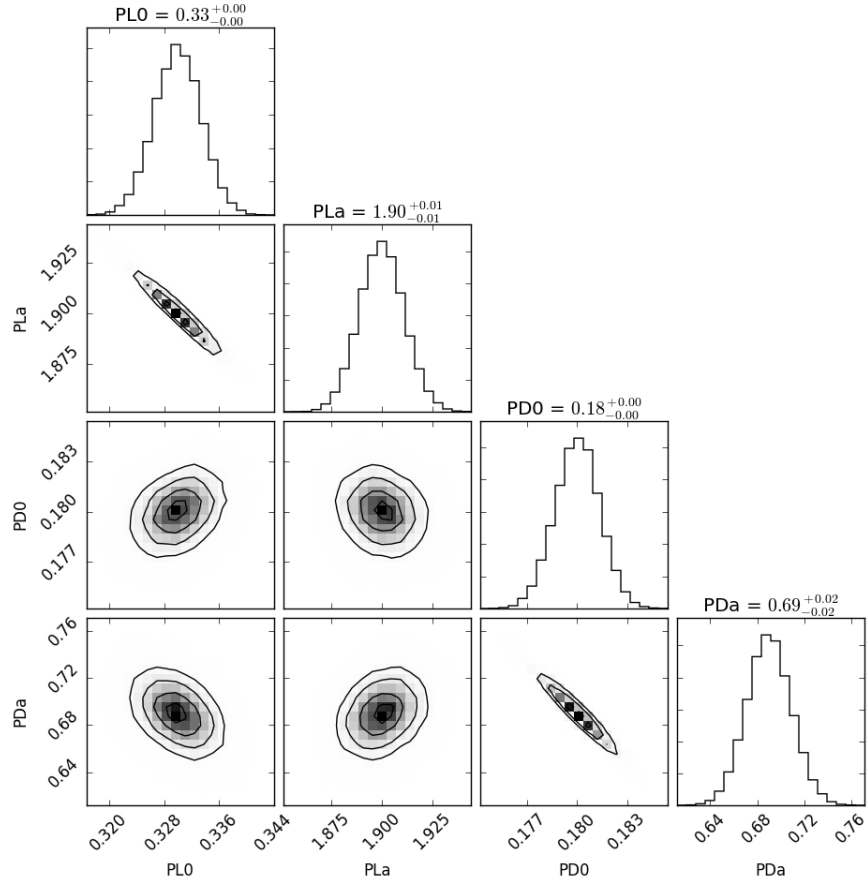 PL0 = 0.33+0.00−0.00
PLa = 1.90+0.01−0.01
PLa
1.925
1.900
1.875
PD0 = 0.18+0.00−0.00
PD0
0.183
0.180
0.177
PDa = 0.69+0.02−0.02
PDa
0.76
0.72
0.68
0.64
0.320 0.328 0.336 0.344 1.875 1.900 1.925 0.177 0.180 0.183 0.64 0.68 0.72 0.76
PL0 PLa PD0 PDa